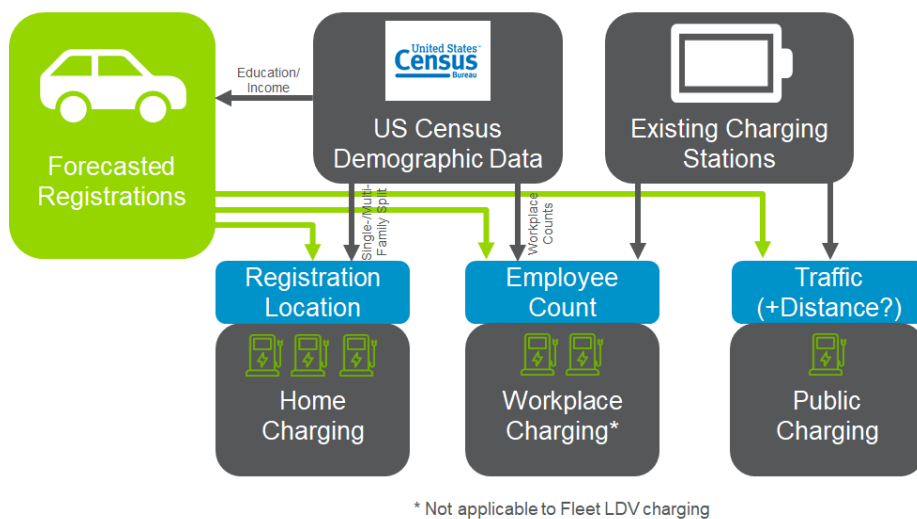 United States™
Census
Bureau
Education/
Income
US Census
Demographic Data
Existing Charging
Stations
Forecasted
Registrations
Single-/Multi-
Family Split
Workplace
Counts
Registration
Location
Employee
Count
Traffic
(+Distance?)
Home
Charging
Workplace
Charging*
Public
Charging
* Not applicable to Fleet LDV charging